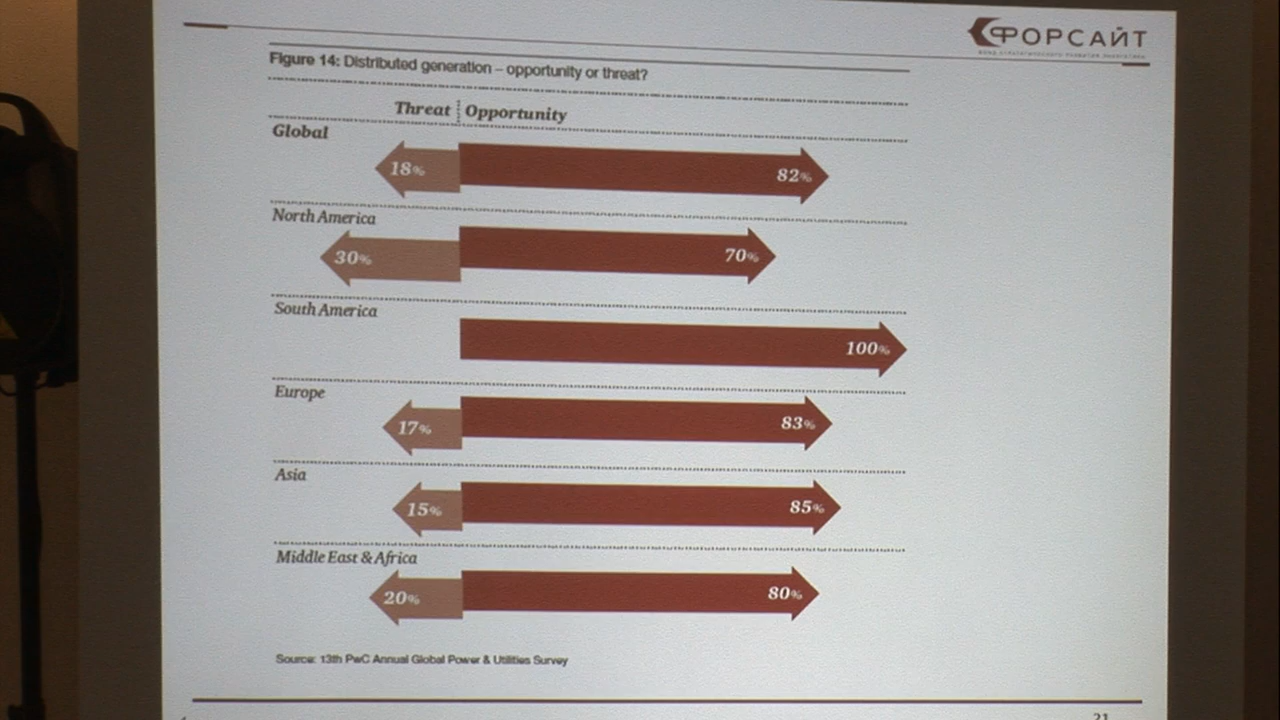 ФОРСАЙТ
Figure 14: Distributed generation – opportunity or threat?
Threat Opportunity
Global
18% 82%
North America
30% 70%
South America
100%
Europe
17% 83%
Asia
15% 85%
Middle East & Africa
20% 80%
Source: 13th PwC Annual Global Power & Utilities Survey
21